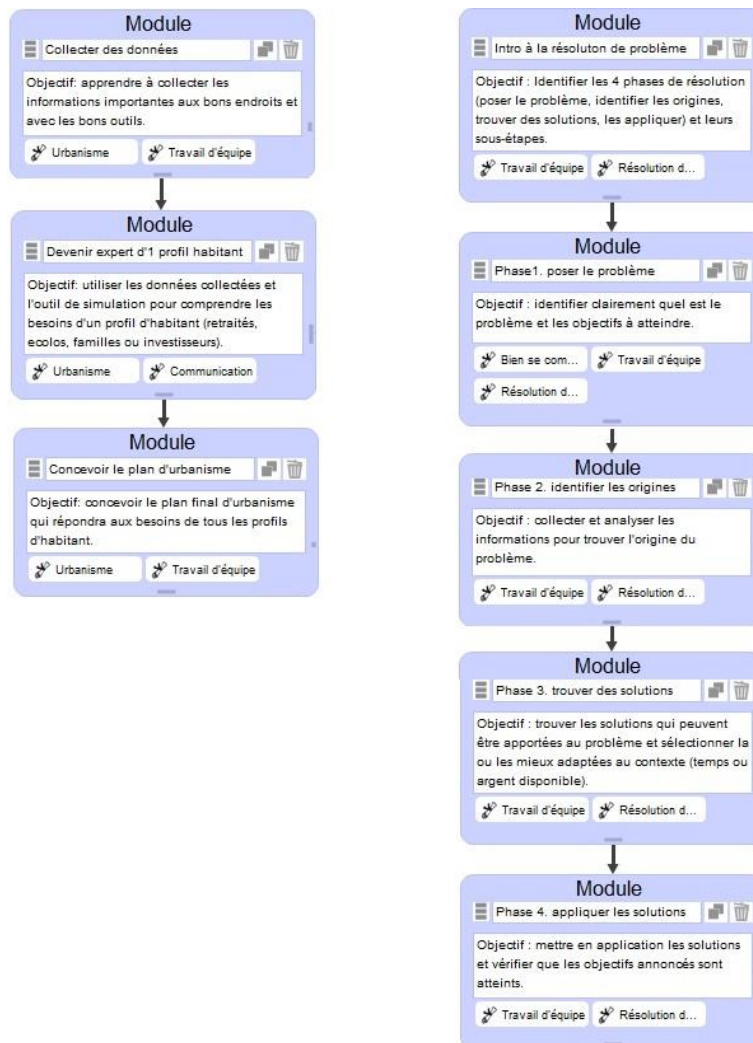 Module
Collecter des données
Objectif: apprendre à collecter les
informations importantes aux bons endroits et
avec les bons outils.
Urbanisme
Travail d'équipe
Module
Devenir expert d'1 profil habitant
Objectif: utiliser les données collectées et
l'outil de simulation pour comprendre les
besoins d'un profil d'habitant (retraités,
ecolos, familles ou investisseurs).
Urbanisme
Communication
Module
Concevoir le plan d'urbanisme
Objectif: concevoir le plan final d'urbanisme
qui répondra aux besoins de tous les profils
d'habitant.
Urbanisme
Travail d'équipe
Module
Intro à la résoluton de problème
Objectif : Identifier les 4 phases de résolution
(poser le problème, identifier les origines,
trouver des solutions, les appliquer) et leurs
sous-étapes.
Travail d'équipe
Résolution d...
Module
Phase1. poser le problème
Objectif : identifier clairement quel est le
problème et les objectifs à atteindre.
Bien se com...
Travail d'équipe
Résolution d...
Module
Phase 2. identifier les origines
Objectif : collecter et analyser les
informations pour trouver l'origine du
problème.
Travail d'équipe
Résolution d...
Module
Phase 3. trouver des solutions
Objectif : trouver les solutions qui peuvent
être apportées au problème et sélectionner la
ou les mieux adaptées au contexte (temps ou
argent disponible).
Travail d'équipe
Résolution d...
Module
Phase 4. appliquer les solutions
Objectif : mettre en application les solutions
et vérifier que les objectifs annoncés sont
atteints.
Travail d'équipe
Résolution d...